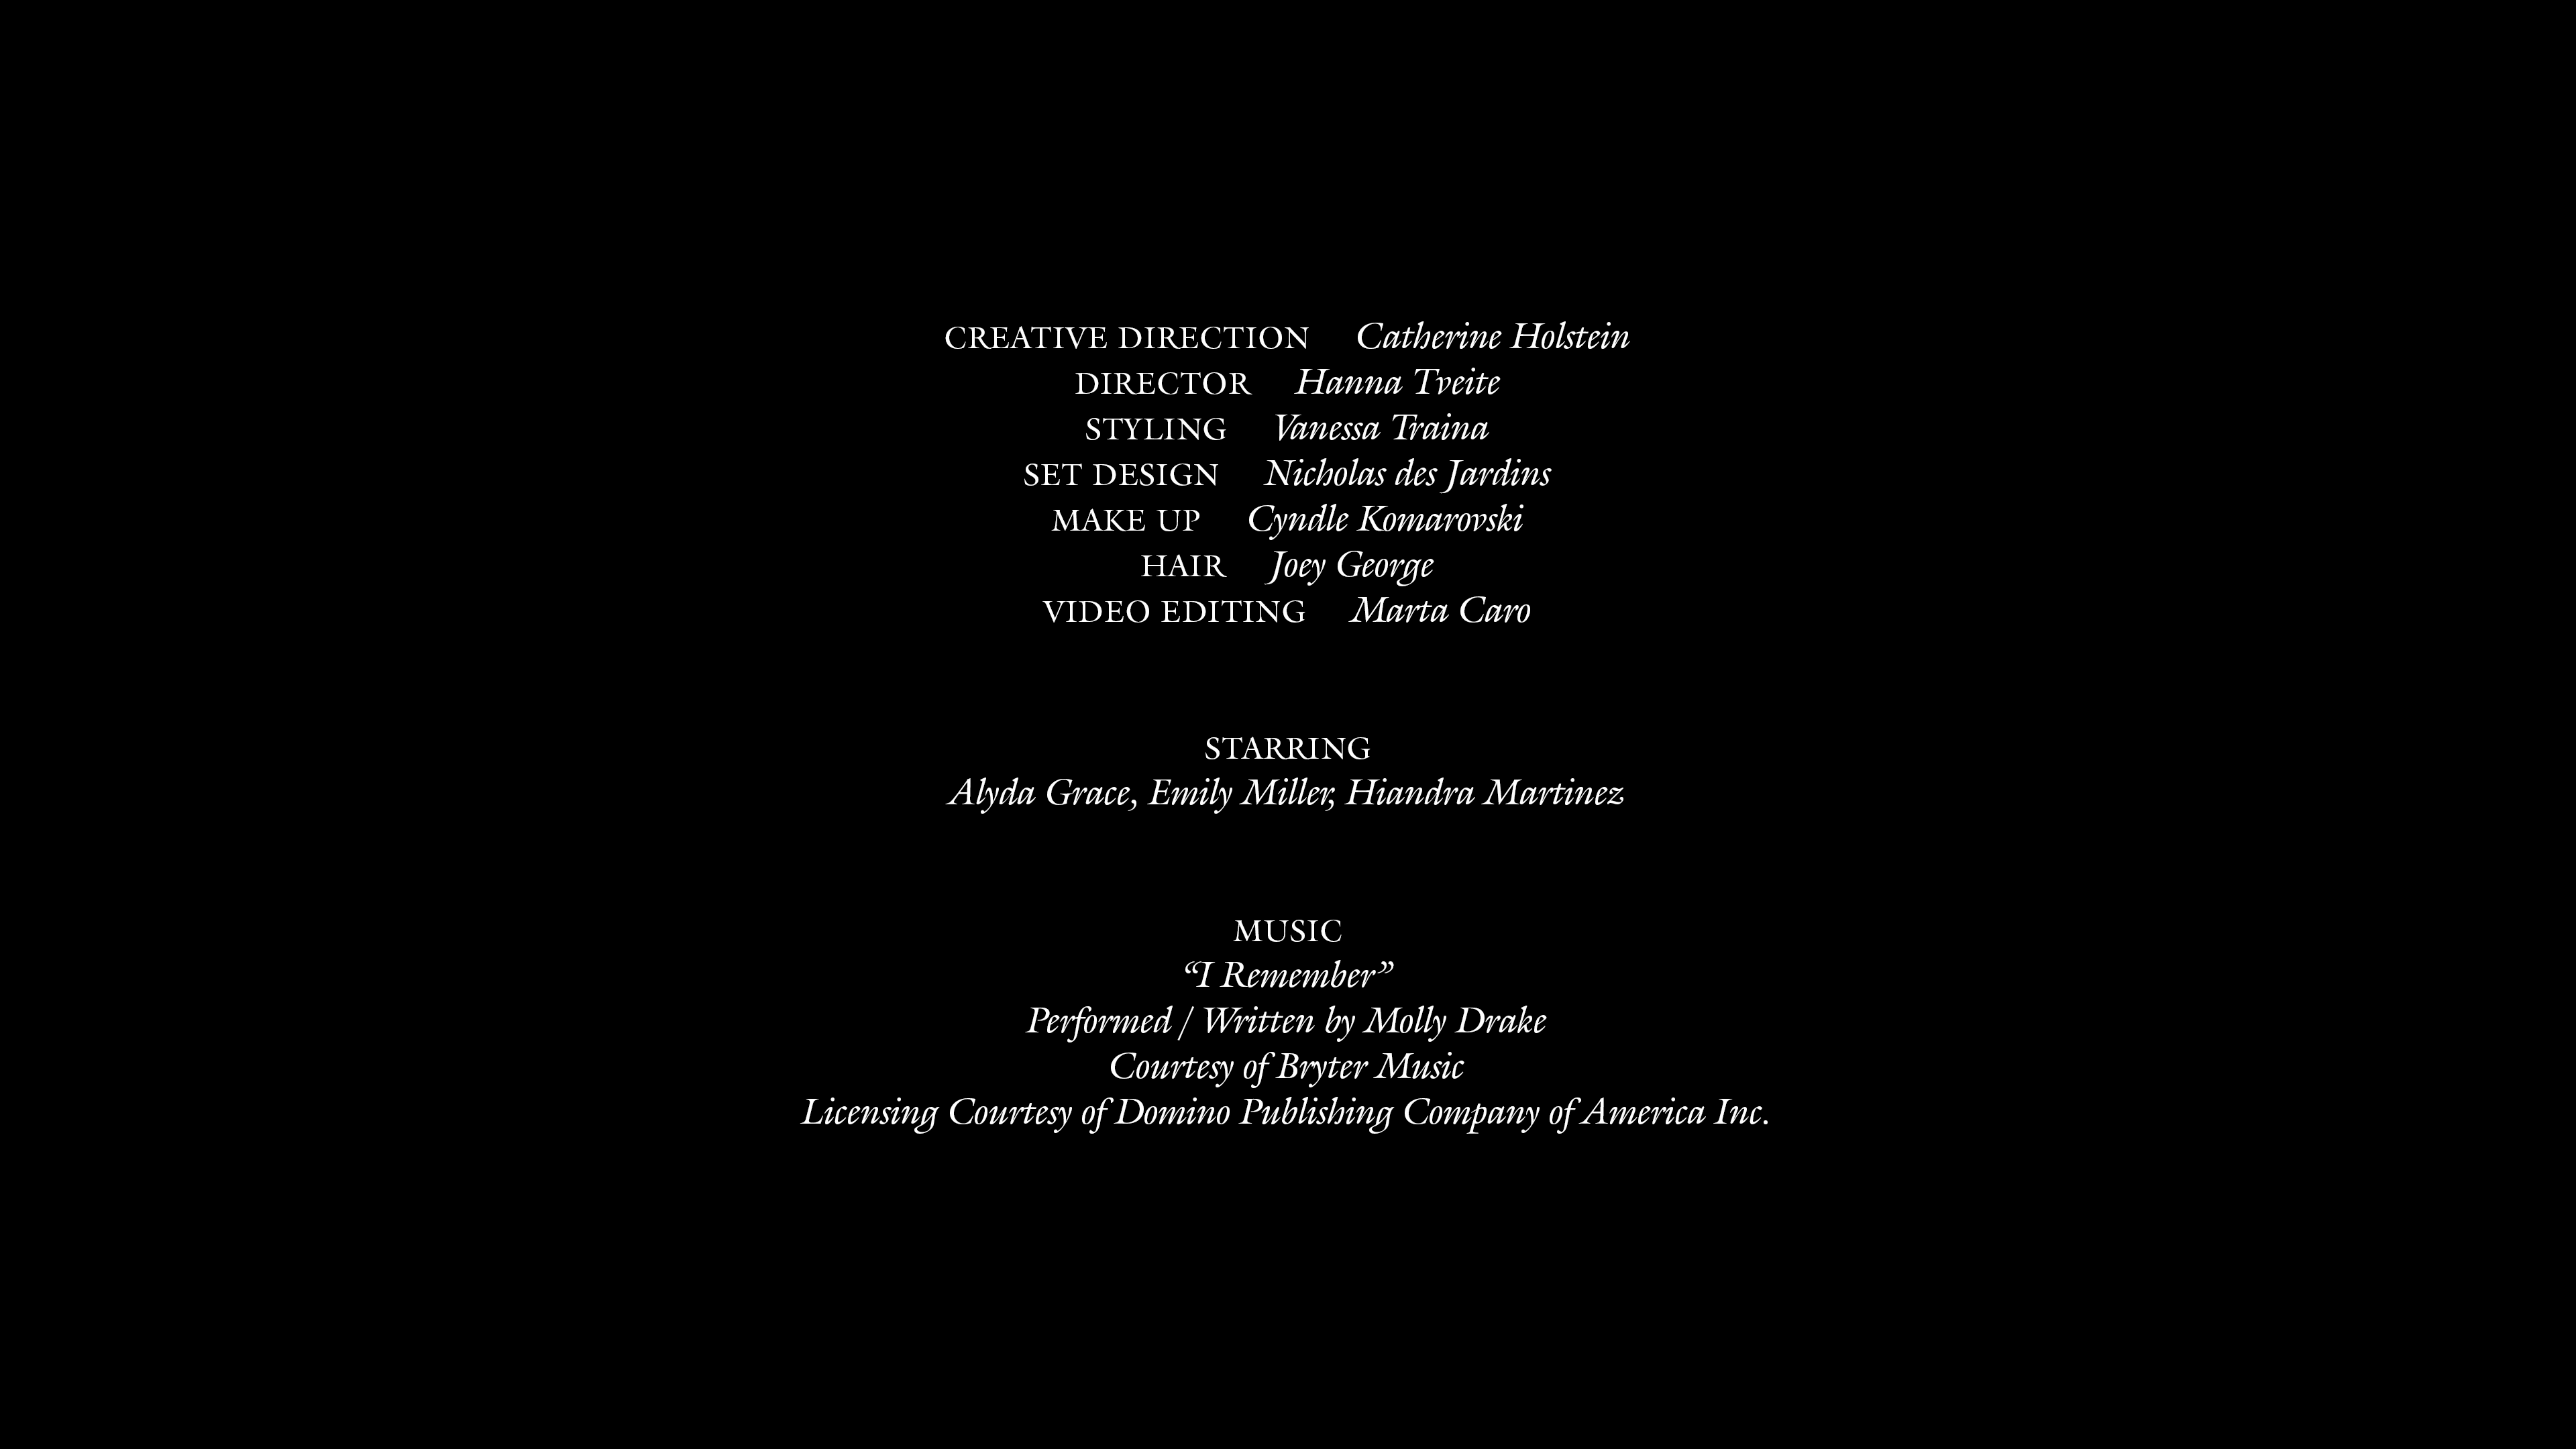 CREATIVE DIRECTION Catherine Holstein
DIRECTOR Hanna Tveite
STYLING Vanessa Traina
SET DESIGN Nicholas des Jardins
MAKE UP Cyndle Komarovski
HAIR Joey George
VIDEO EDITING Marta Caro
STARRING
Alyda Grace, Emily Miller, Hiandra Martinez
MUSIC
“I Remember”
Performed / Written by Molly Drake
Courtesy of Bryter Music
Licensing Courtesy of Domino Publishing Company of America Inc.